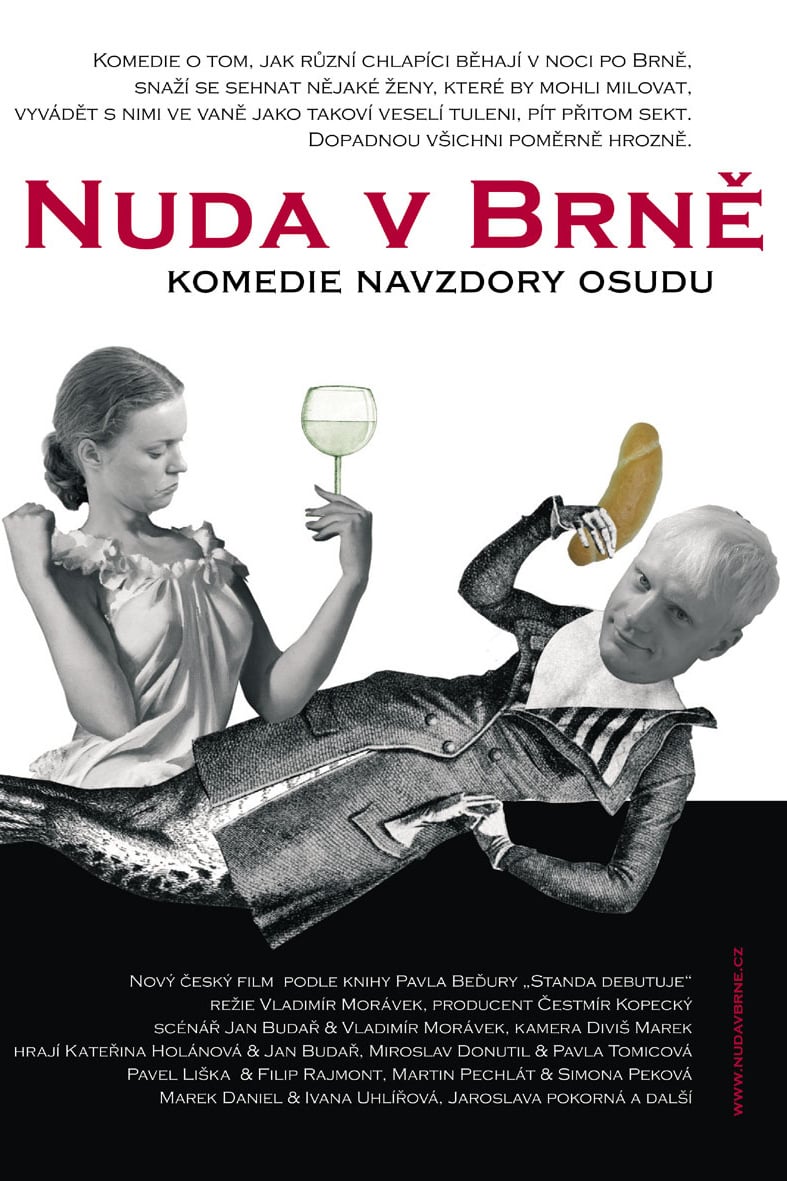 Komedie o tom, jak různí chlapíci běhají v noci po Brně,
snaží se sehnat nějaké ženy, které by mohli milovat,
vyvádět s nimi ve vaně jako takoví veselí tuleni, pít přitom sekt.
Dopadnou všichni poměrně hrozně.
Nuda v Brně
komedie navzdory osudu
Nový český film podle knihy Pavla Beďury „Standa debutuje“
režie Vladimír Morávek, producent Čestmír Kopecký
scénář Jan Budař & Vladimír Morávek, kamera Diviš Marek
hrají Kateřina Holánová & Jan Budař, Miroslav Donutil & Pavla Tomicová
Pavel Liška & Filip Rajmont, Martin Pechlát & Simona Peková
Marek Daniel & Ivana Uhlířová, Jaroslava pokorná a další
www.nudavbrne.cz